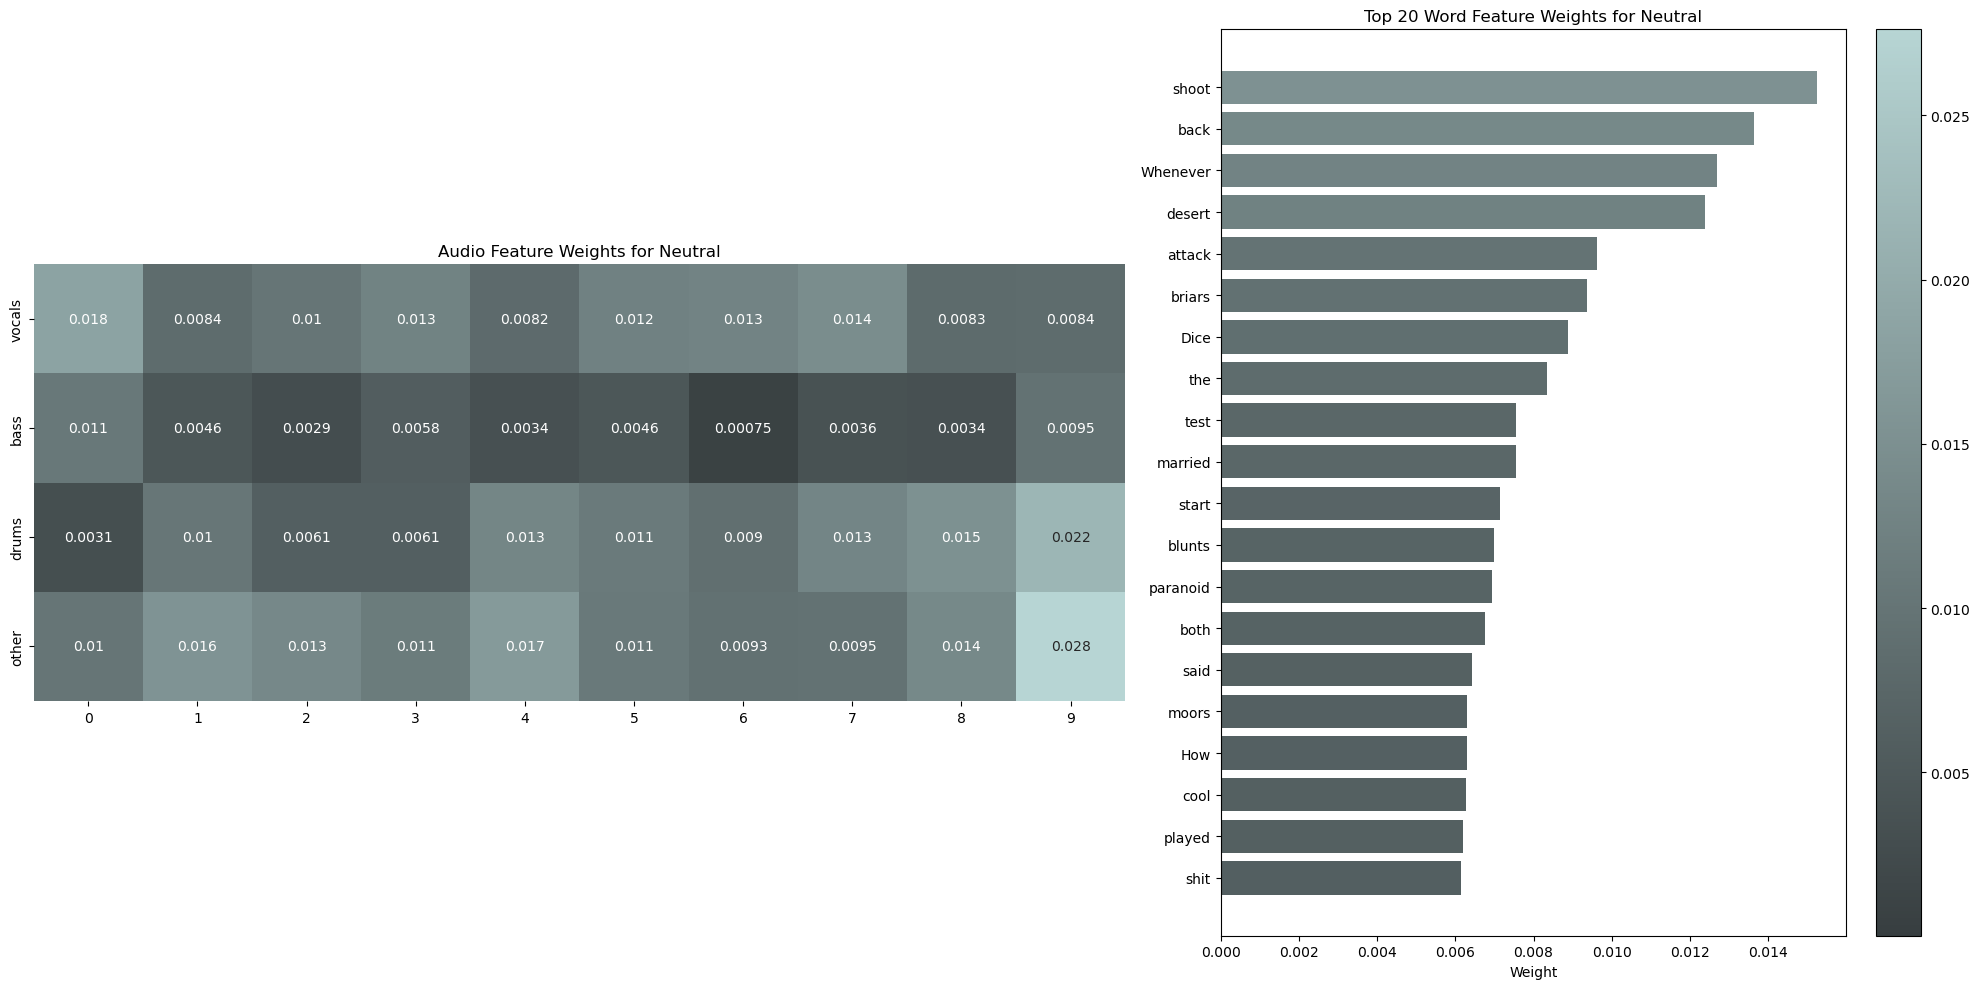 Audio Feature Weights for Neutral
vocals 0.018 0.0084 0.01 0.013 0.0082 0.012 0.013 0.014 0.0083 0.0084
bass 0.011 0.0046 0.0029 0.0058 0.0034 0.0046 0.00075 0.0036 0.0034 0.0095
drums 0.0031 0.01 0.0061 0.0061 0.013 0.011 0.009 0.013 0.015 0.022
other 0.01 0.016 0.013 0.011 0.017 0.011 0.0093 0.0095 0.014 0.028
0 1 2 3 4 5 6 7 8 9
Top 20 Word Feature Weights for Neutral
shoot
back
Whenever
desert
attack
briars
Dice
the
test
married
start
blunts
paranoid
both
said
moors
How
cool
played
shit
0.000 0.002 0.004 0.006 0.008 0.010 0.012 0.014
Weight
0.025
0.020
0.015
0.010
0.005